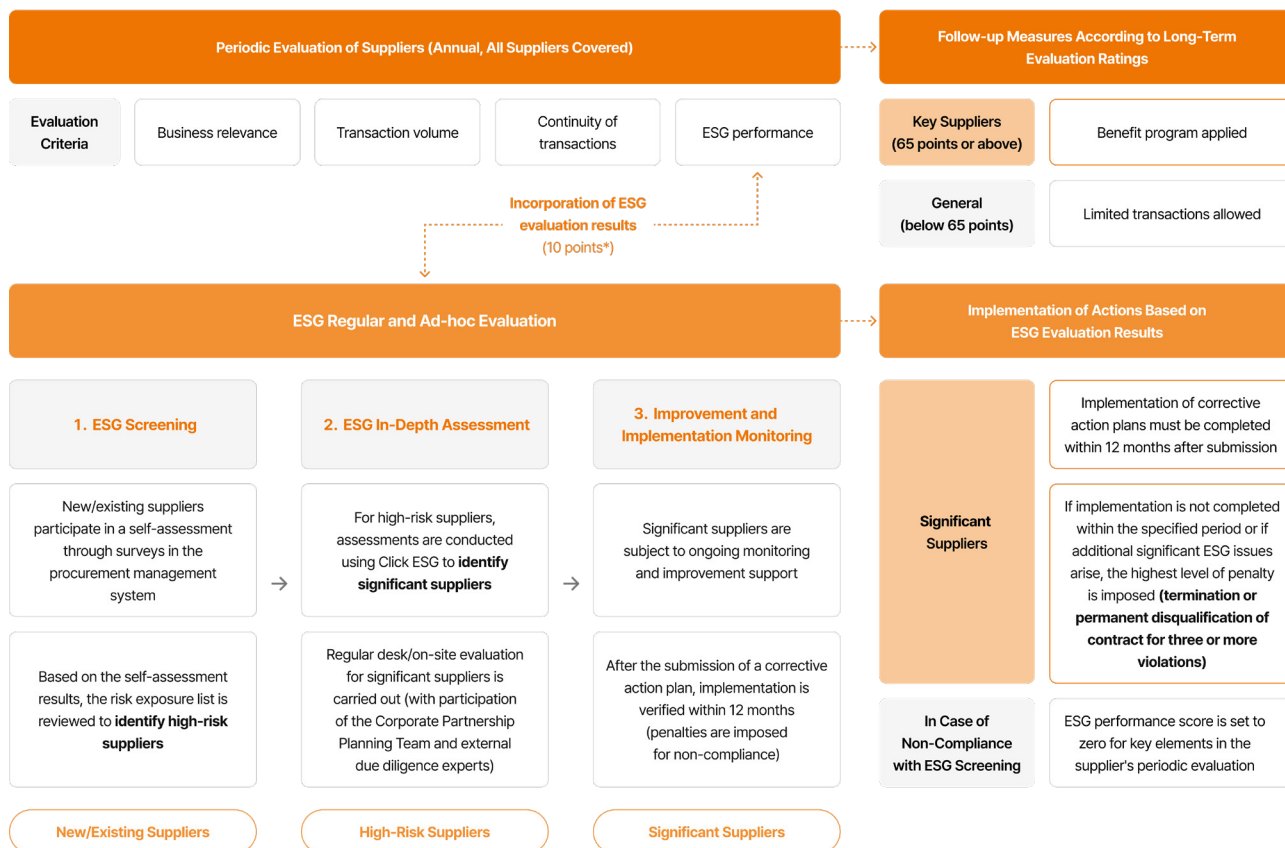 Periodic Evaluation of Suppliers (Annual, All Suppliers Covered)
Follow-up Measures According to Long-Term
Evaluation Ratings
Evaluation
Criteria
Business relevance
Transaction volume
Continuity of
transactions
ESG performance
Key Suppliers
(65 points or above)
Benefit program applied
General
(below 65 points)
Limited transactions allowed
Incorporation of ESG
evaluation results
(10 points*)
ESG Regular and Ad-hoc Evaluation
Implementation of Actions Based on
ESG Evaluation Results
1. ESG Screening
New/existing suppliers
participate in a self-assessment
through surveys in the
procurement management
system
Based on the self-assessment
results, the risk exposure list is
reviewed to identify high-risk
suppliers
New/Existing Suppliers
2. ESG In-Depth Assessment
For high-risk suppliers,
assessments are conducted
using Click ESG to identify
significant suppliers
Regular desk/on-site evaluation
for significant suppliers is
carried out (with participation
of the Corporate Partnership
Planning Team and external
due diligence experts)
High-Risk Suppliers
3. Improvement and
Implementation Monitoring
Significant suppliers are
subject to ongoing monitoring
and improvement support
After the submission of a corrective
action plan, implementation is
verified within 12 months
(penalties are imposed
for non-compliance)
Significant Suppliers
Significant
Suppliers
Implementation of corrective
action plans must be completed
within 12 months after submission
If implementation is not completed
within the specified period or if
additional significant ESG issues
arise, the highest level of penalty
is imposed (termination or
permanent disqualification of
contract for three or more
violations)
In Case of
Non-Compliance
with ESG Screening
ESG performance score is set to
zero for key elements in the
supplier's periodic evaluation